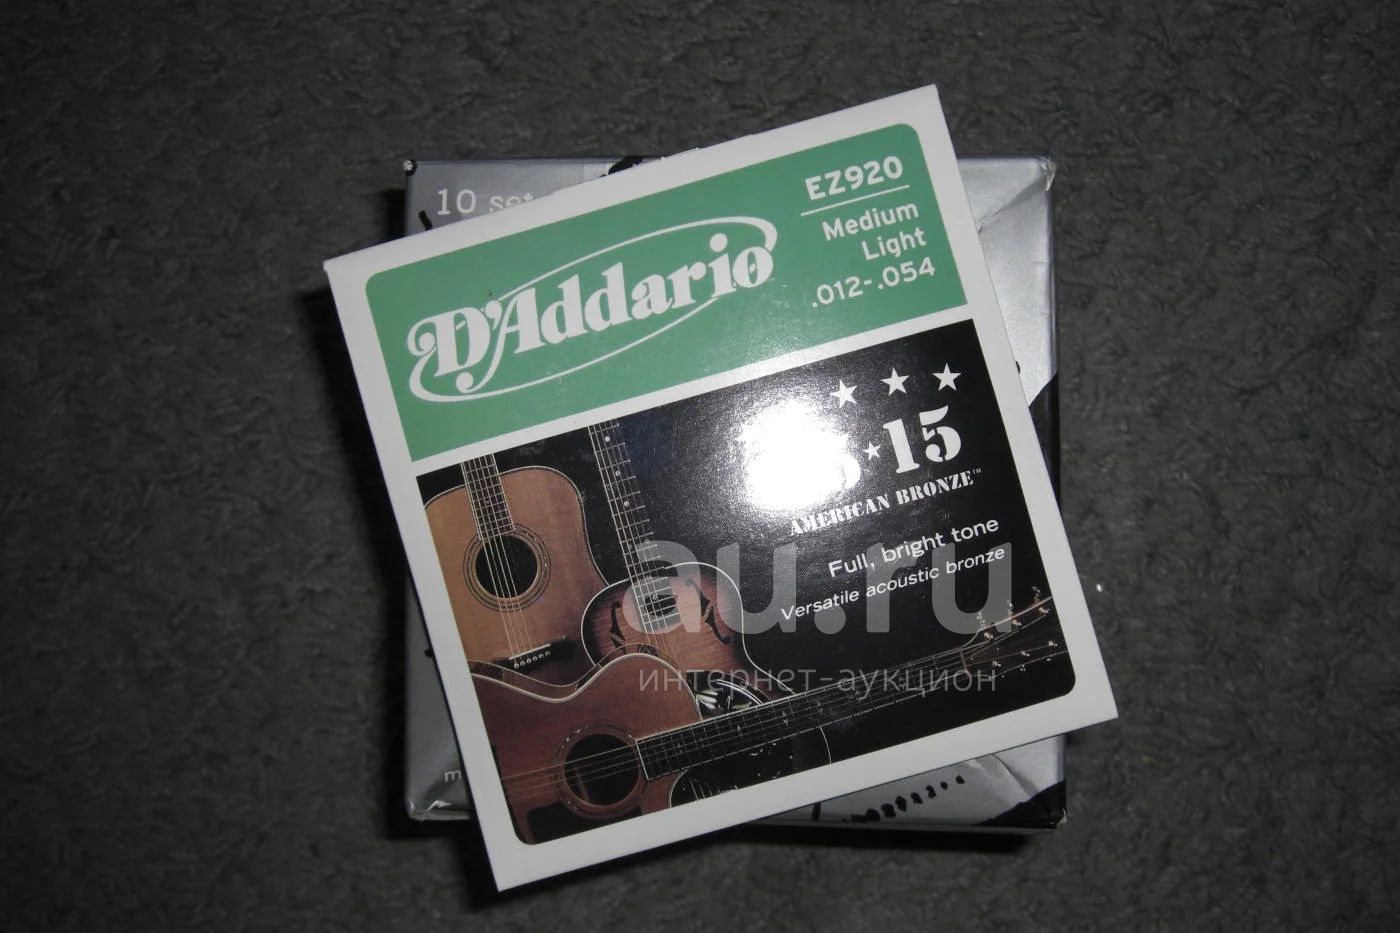 10 set
D'Addario
EZ920
Medium
Light
.012-.054
15
AMERICAN BRONZE™
Full, bright tone
Versatile acoustic bronze
au.ru
интернет-аукцион